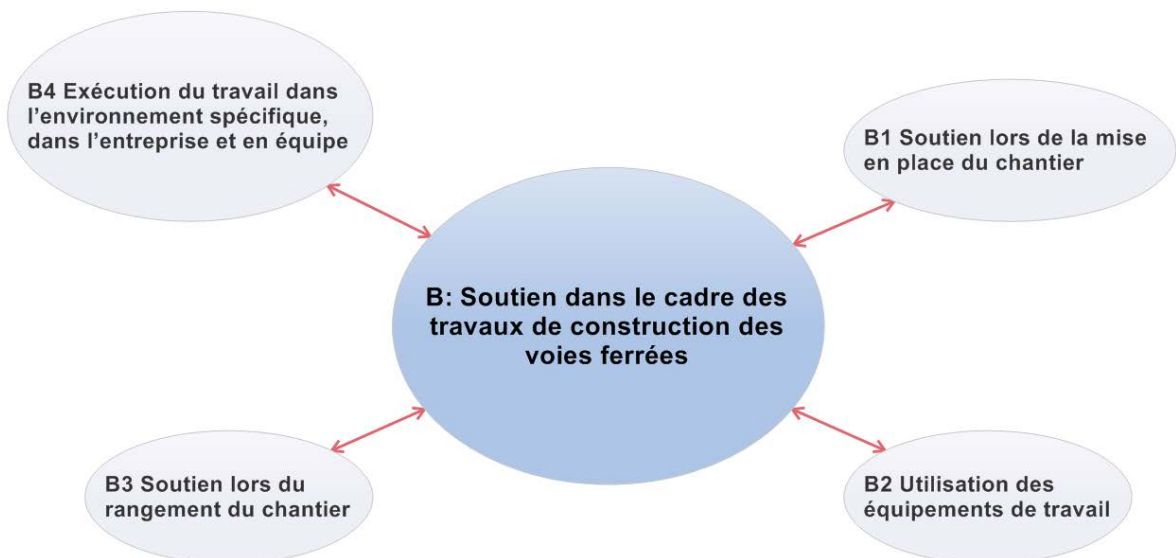 B4 Exécution du travail dans
l’environnement spécifique,
dans l’entreprise et en équipe
B1 Soutien lors de la mise
en place du chantier
B: Soutien dans le cadre des
travaux de construction des
voies ferrées
B3 Soutien lors du
rangement du chantier
B2 Utilisation des
équipements de travail